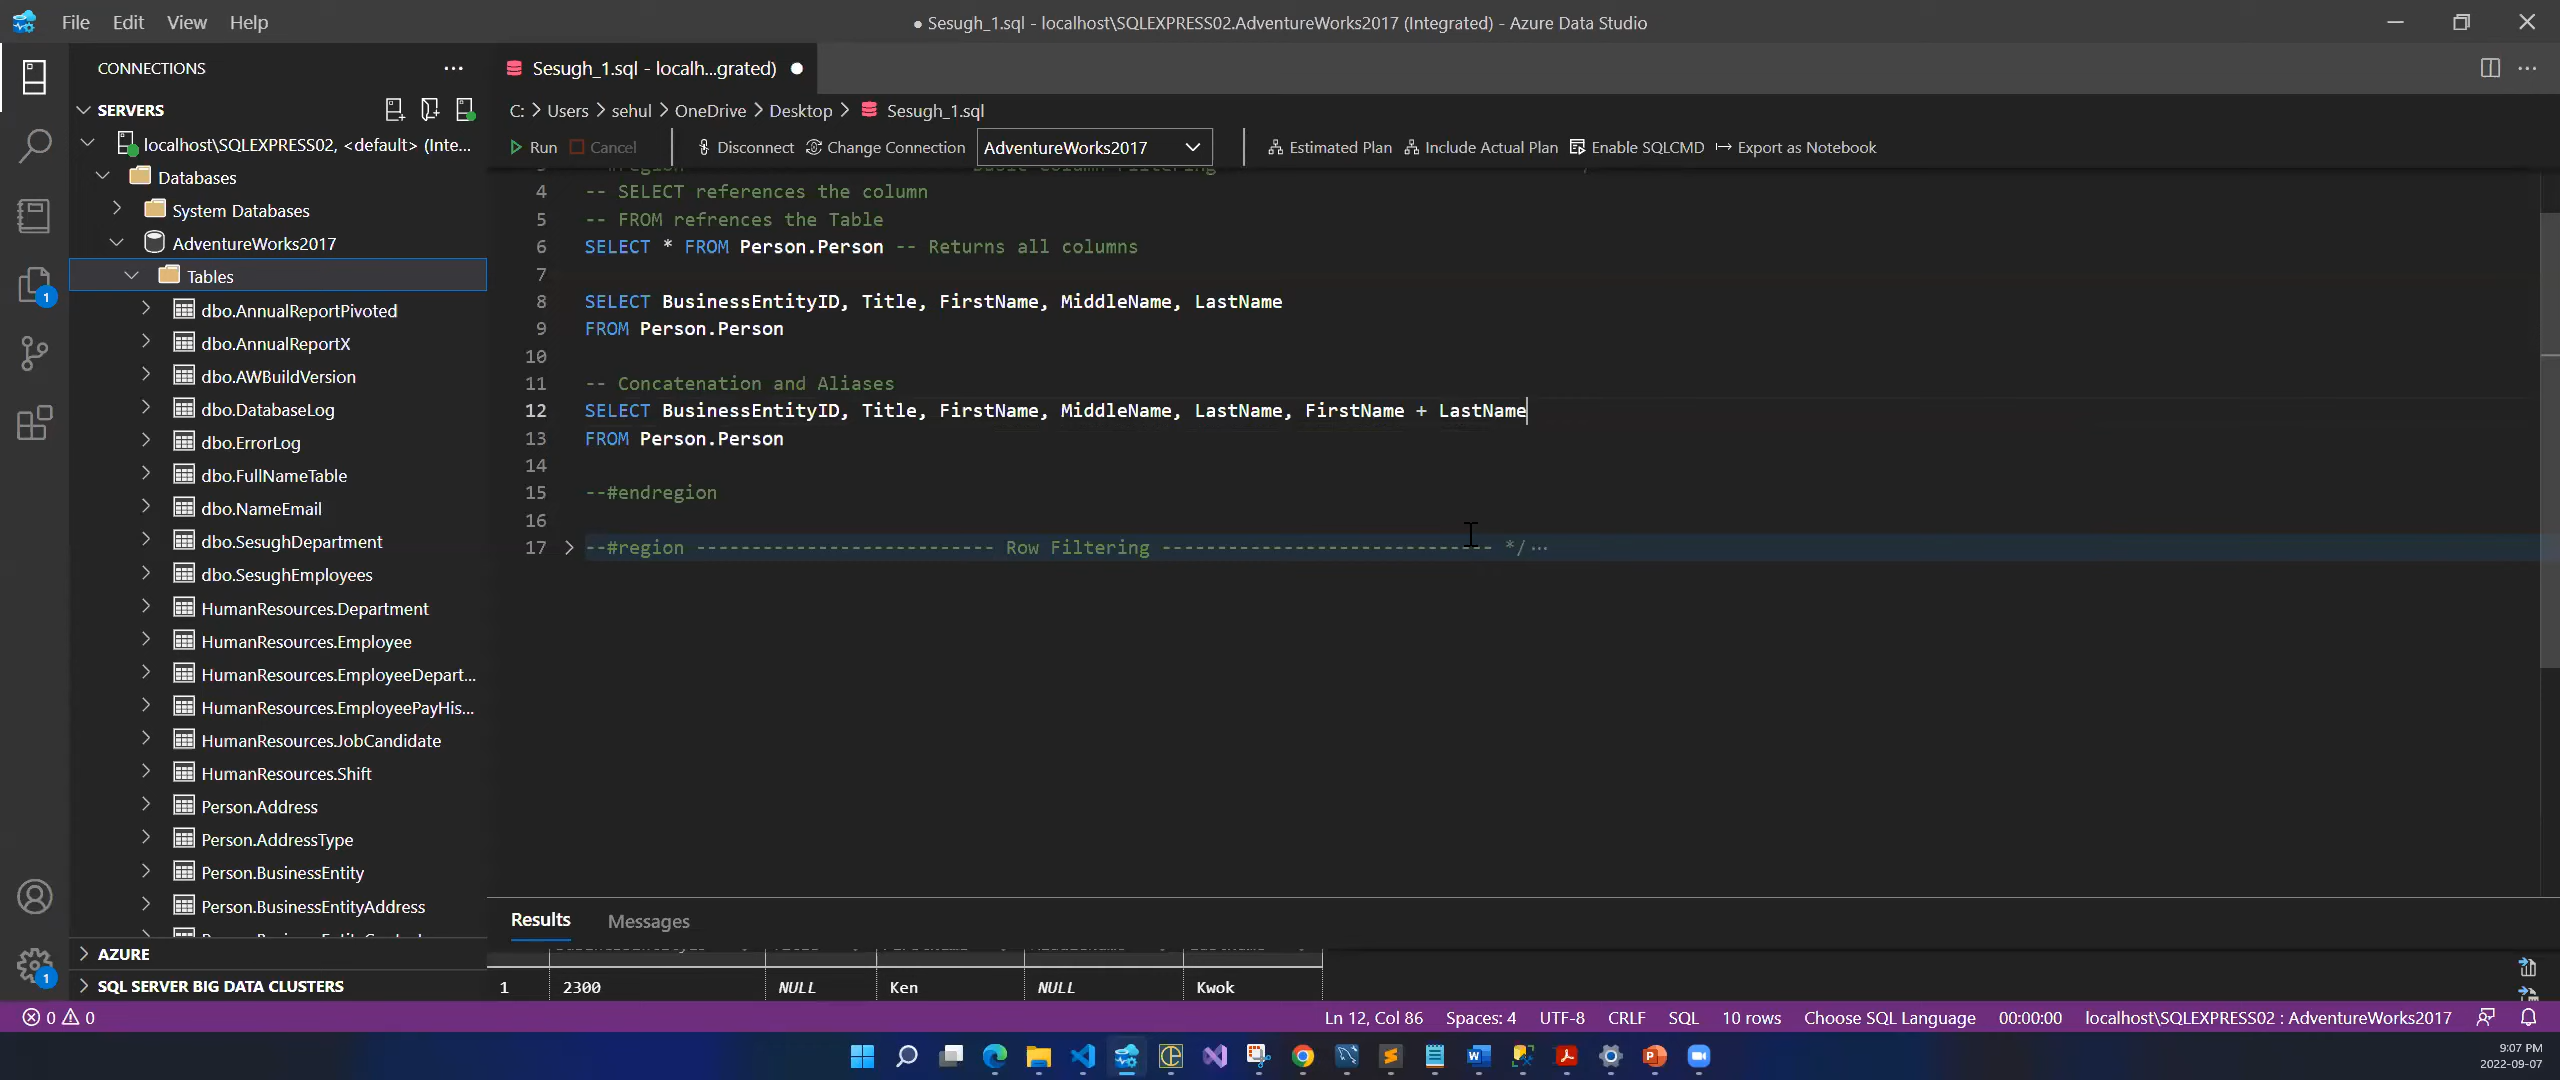 File Edit View Help
● Sesugh_1.sql - localhost\SQLEXPRESS02.AdventureWorks2017 (Integrated) - Azure Data Studio
CONNECTIONS
Sesugh_1.sql - localh...grated)
SERVERS
C: > Users > sehul > OneDrive > Desktop > Sesugh_1.sql
localhost\SQLEXPRESS02, <default> (Inte...
Run Cancel Disconnect Change Connection AdventureWorks2017 Estimated Plan Include Actual Plan Enable SQLCMD Export as Notebook
Databases
System Databases
AdventureWorks2017
Tables
dbo.AnnualReportPivoted
dbo.AnnualReportX
dbo.AWBuildVersion
dbo.DatabaseLog
dbo.ErrorLog
dbo.FullNameTable
dbo.NameEmail
dbo.SesughDepartment
dbo.SesughEmployees
HumanResources.Department
HumanResources.Employee
HumanResources.EmployeeDepart...
HumanResources.EmployeePayHis...
HumanResources.JobCandidate
HumanResources.Shift
Person.Address
Person.AddressType
Person.BusinessEntity
Person.BusinessEntityAddress
AZURE
SQL SERVER BIG DATA CLUSTERS
4 -- SELECT references the column
5 -- FROM refrences the Table
6 SELECT * FROM Person.Person -- Returns all columns
7
8 SELECT BusinessEntityID, Title, FirstName, MiddleName, LastName
9 FROM Person.Person
10
11 -- Concatenation and Aliases
12 SELECT BusinessEntityID, Title, FirstName, MiddleName, LastName, FirstName + LastName
13 FROM Person.Person
14
15 --#endregion
16
17 --#region --------------------------- Row Filtering ------------------------------ */...
Results Messages
1 2300 NULL Ken NULL Kwok
0 0 Ln 12, Col 86 Spaces: 4 UTF-8 CRLF SQL 10 rows Choose SQL Language 00:00:00 localhost\SQLEXPRESS02 : AdventureWorks2017
1
1
9:07 PM
2022-09-07